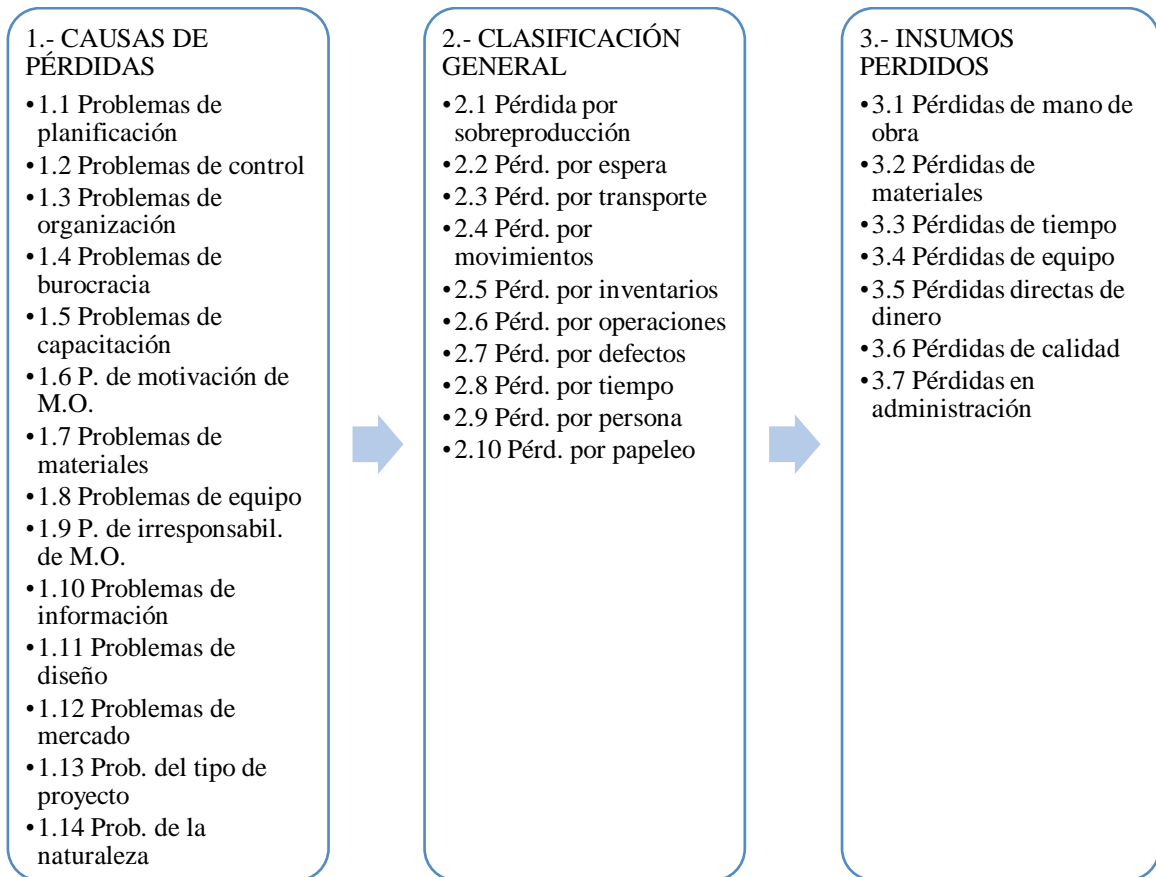 1.- CAUSAS DE
PÉRDIDAS
•1.1 Problemas de
planificación
•1.2 Problemas de control
•1.3 Problemas de
organización
•1.4 Problemas de
burocracia
•1.5 Problemas de
capacitación
•1.6 P. de motivación de
M.O.
•1.7 Problemas de
materiales
•1.8 Problemas de equipo
•1.9 P. de irresponsabil.
de M.O.
•1.10 Problemas de
información
•1.11 Problemas de
diseño
•1.12 Problemas de
mercado
•1.13 Prob. del tipo de
proyecto
•1.14 Prob. de la
naturaleza
2.- CLASIFICACIÓN
GENERAL
•2.1 Pérdida por
sobreproducción
•2.2 Pérd. por espera
•2.3 Pérd. por transporte
•2.4 Pérd. por
movimientos
•2.5 Pérd. por inventarios
•2.6 Pérd. por operaciones
•2.7 Pérd. por defectos
•2.8 Pérd. por tiempo
•2.9 Pérd. por persona
•2.10 Pérd. por papeleo
3.- INSUMOS
PERDIDOS
•3.1 Pérdidas de mano de
obra
•3.2 Pérdidas de
materiales
•3.3 Pérdidas de tiempo
•3.4 Pérdidas de equipo
•3.5 Pérdidas directas de
dinero
•3.6 Pérdidas de calidad
•3.7 Pérdidas en
administración